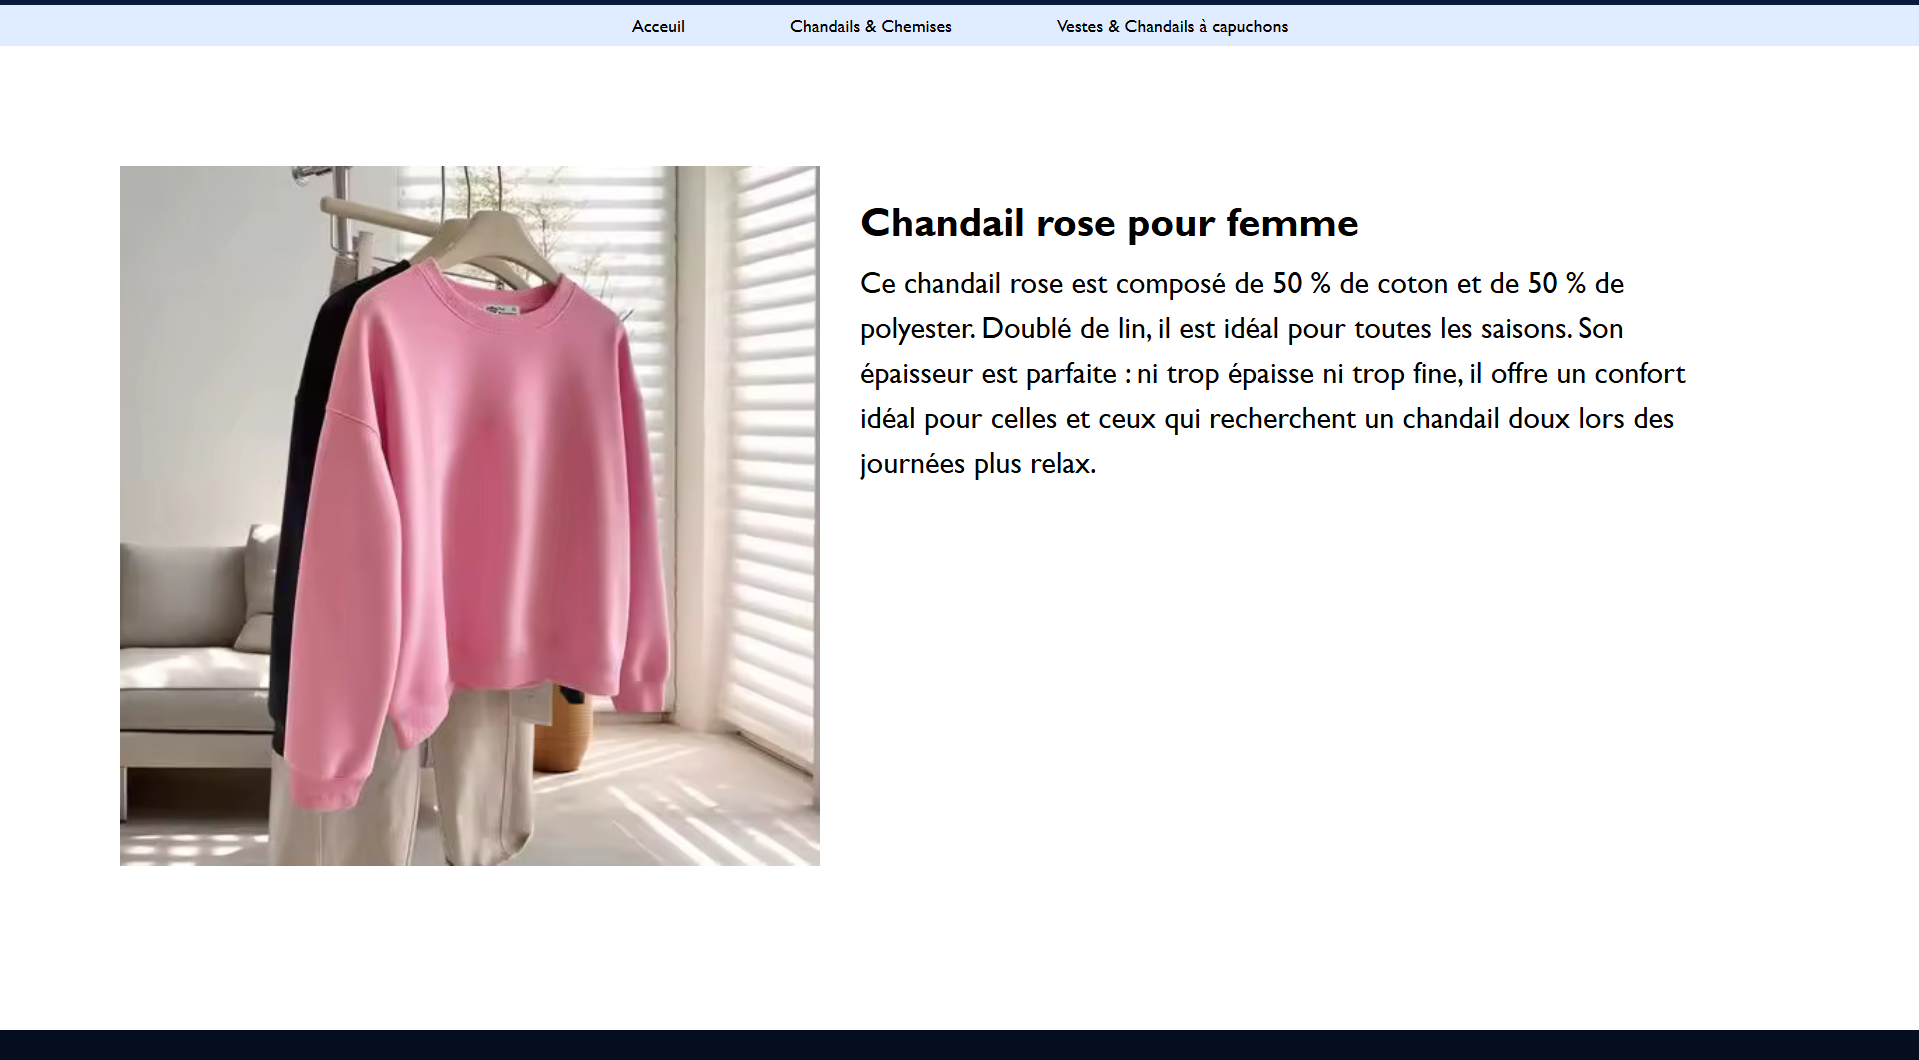 Acceuil
Chandails & Chemises
Vestes & Chandails à capuchons
Chandail rose pour femme
Ce chandail rose est composé de 50 % de coton et de 50 % de
polyester. Doublé de lin, il est idéal pour toutes les saisons. Son
épaisseur est parfaite : ni trop épaisse ni trop fine, il offre un confort
idéal pour celles et ceux qui recherchent un chandail doux lors des
journées plus relax.